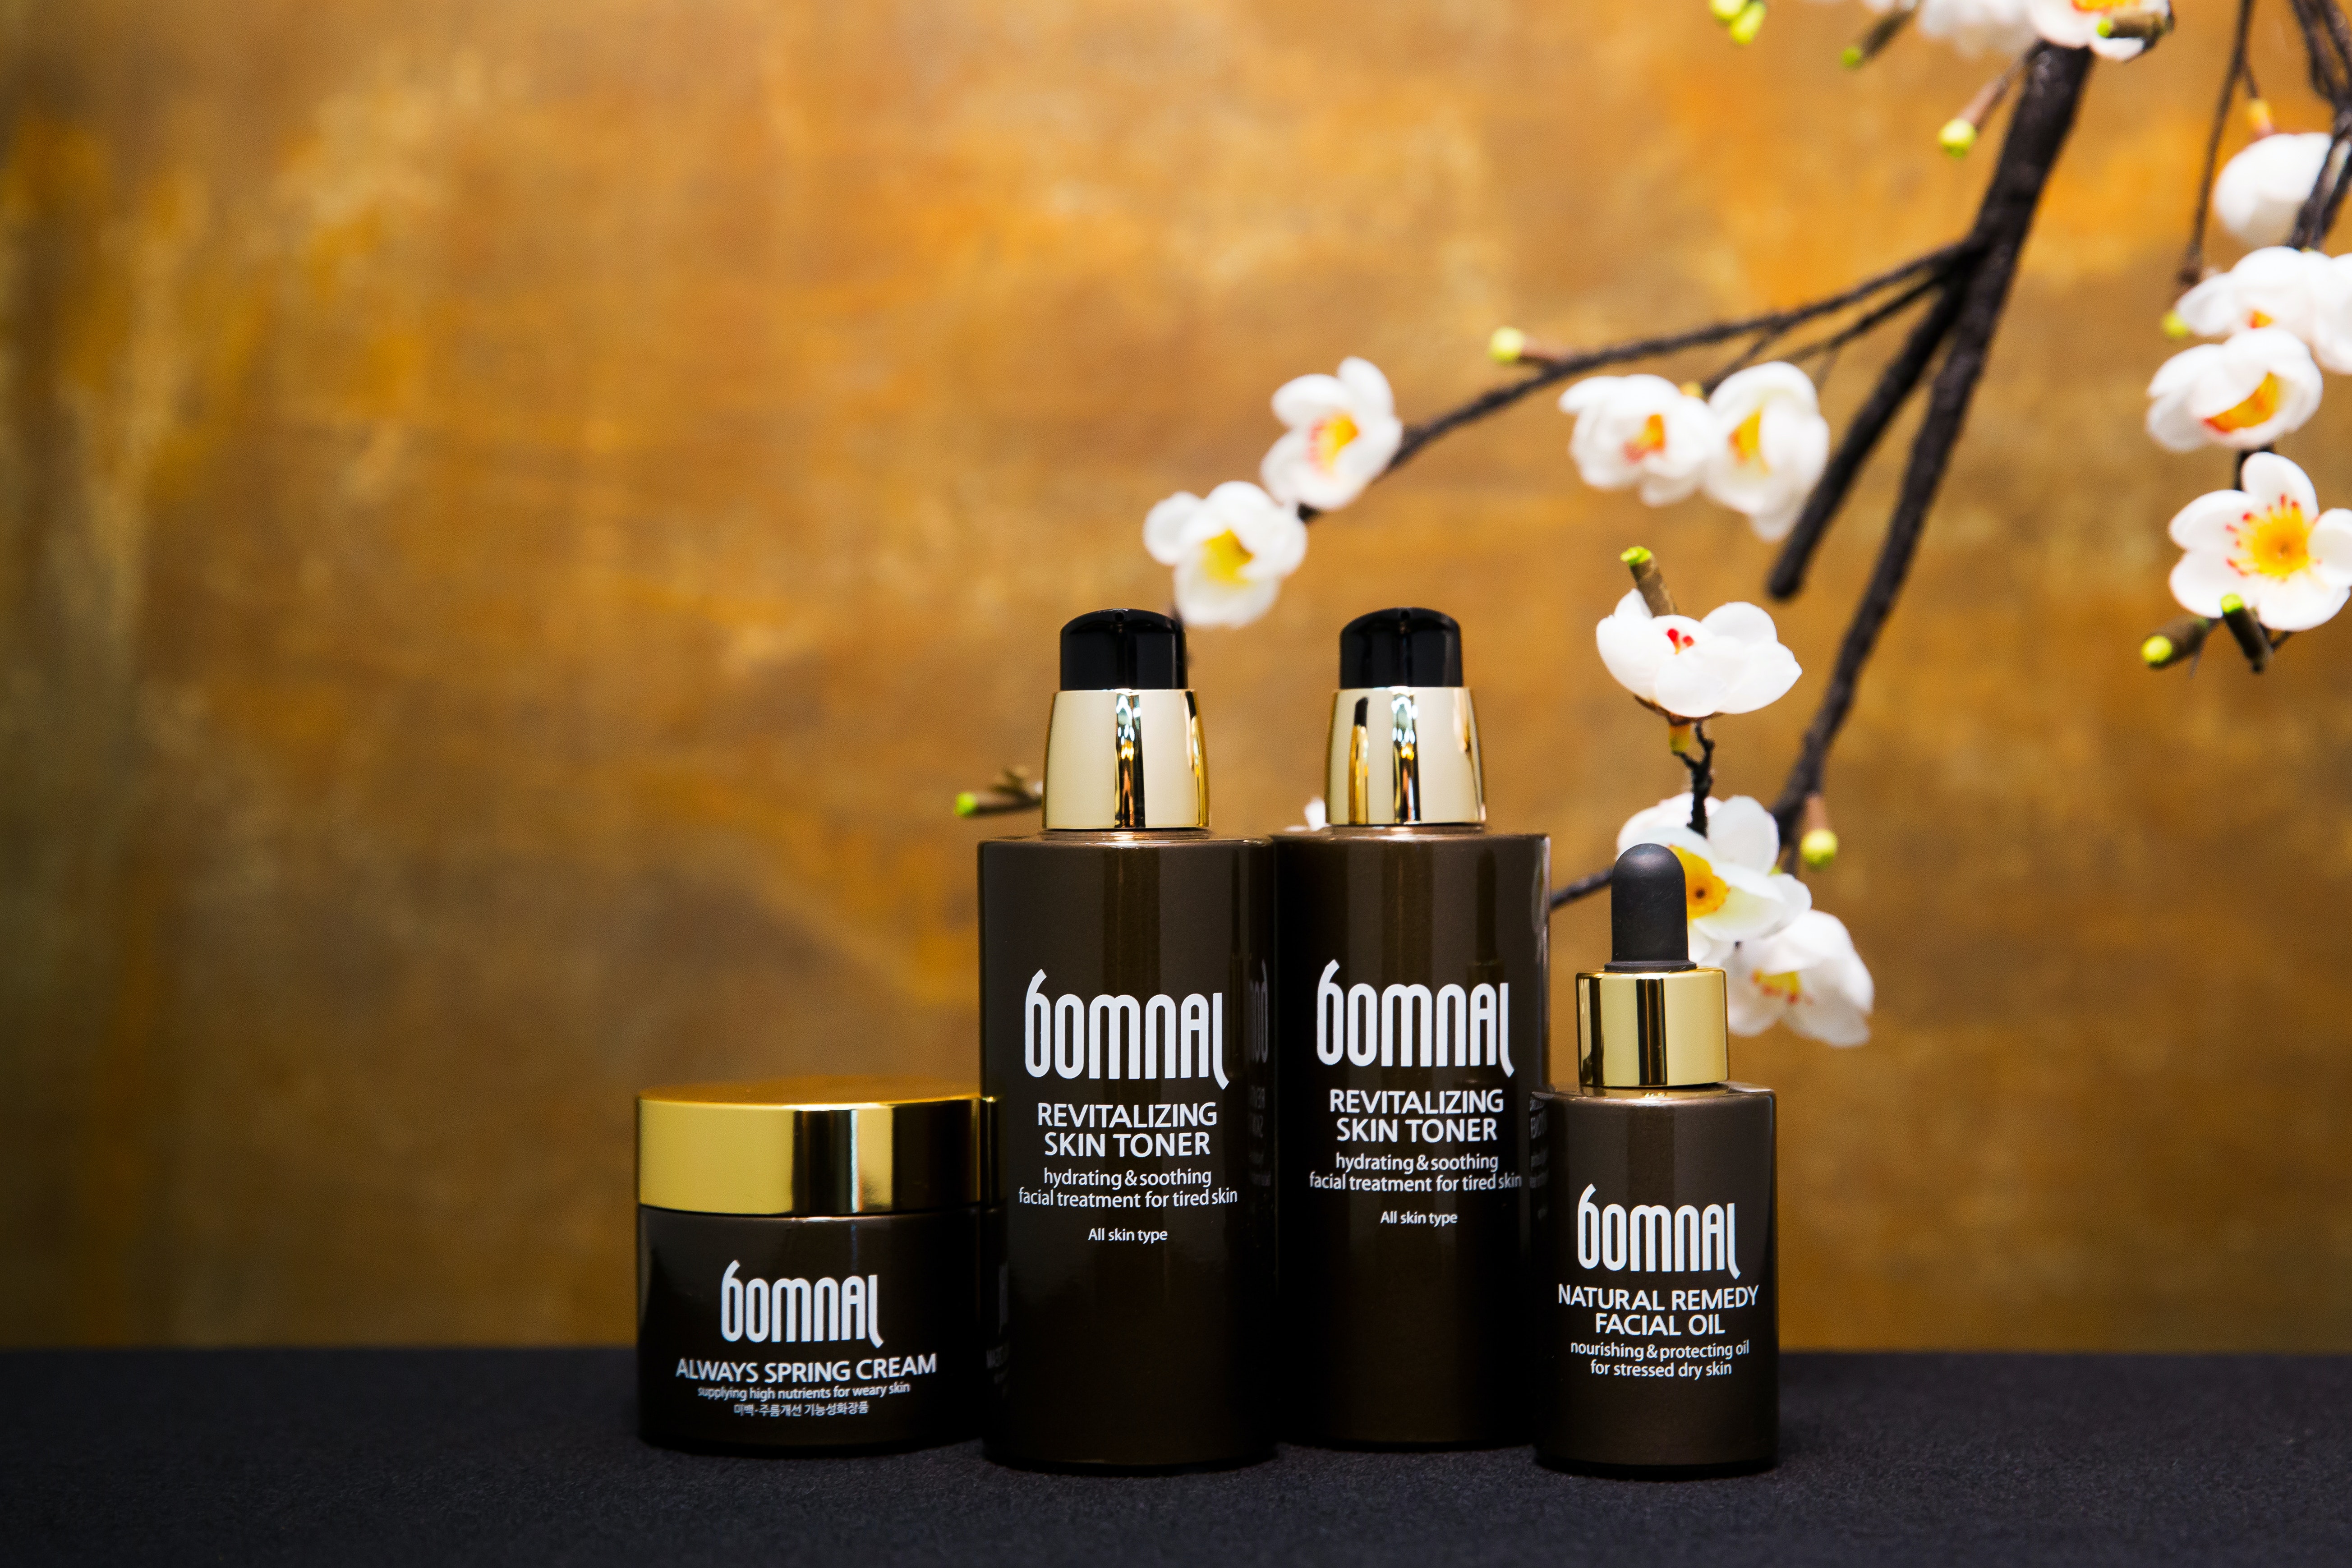 bomnal
ALWAYS SPRING CREAM
supplying high nutrients for weary skin
미백·주름개선 기능성화장품
bomnal
REVITALIZING
SKIN TONER
hydrating & soothing
facial treatment for tired skin
All skin type
bomnal
REVITALIZING
SKIN TONER
hydrating & soothing
facial treatment for tired skin
All skin type
bomnal
NATURAL REMEDY
FACIAL OIL
nourishing & protecting oil
for stressed dry skin